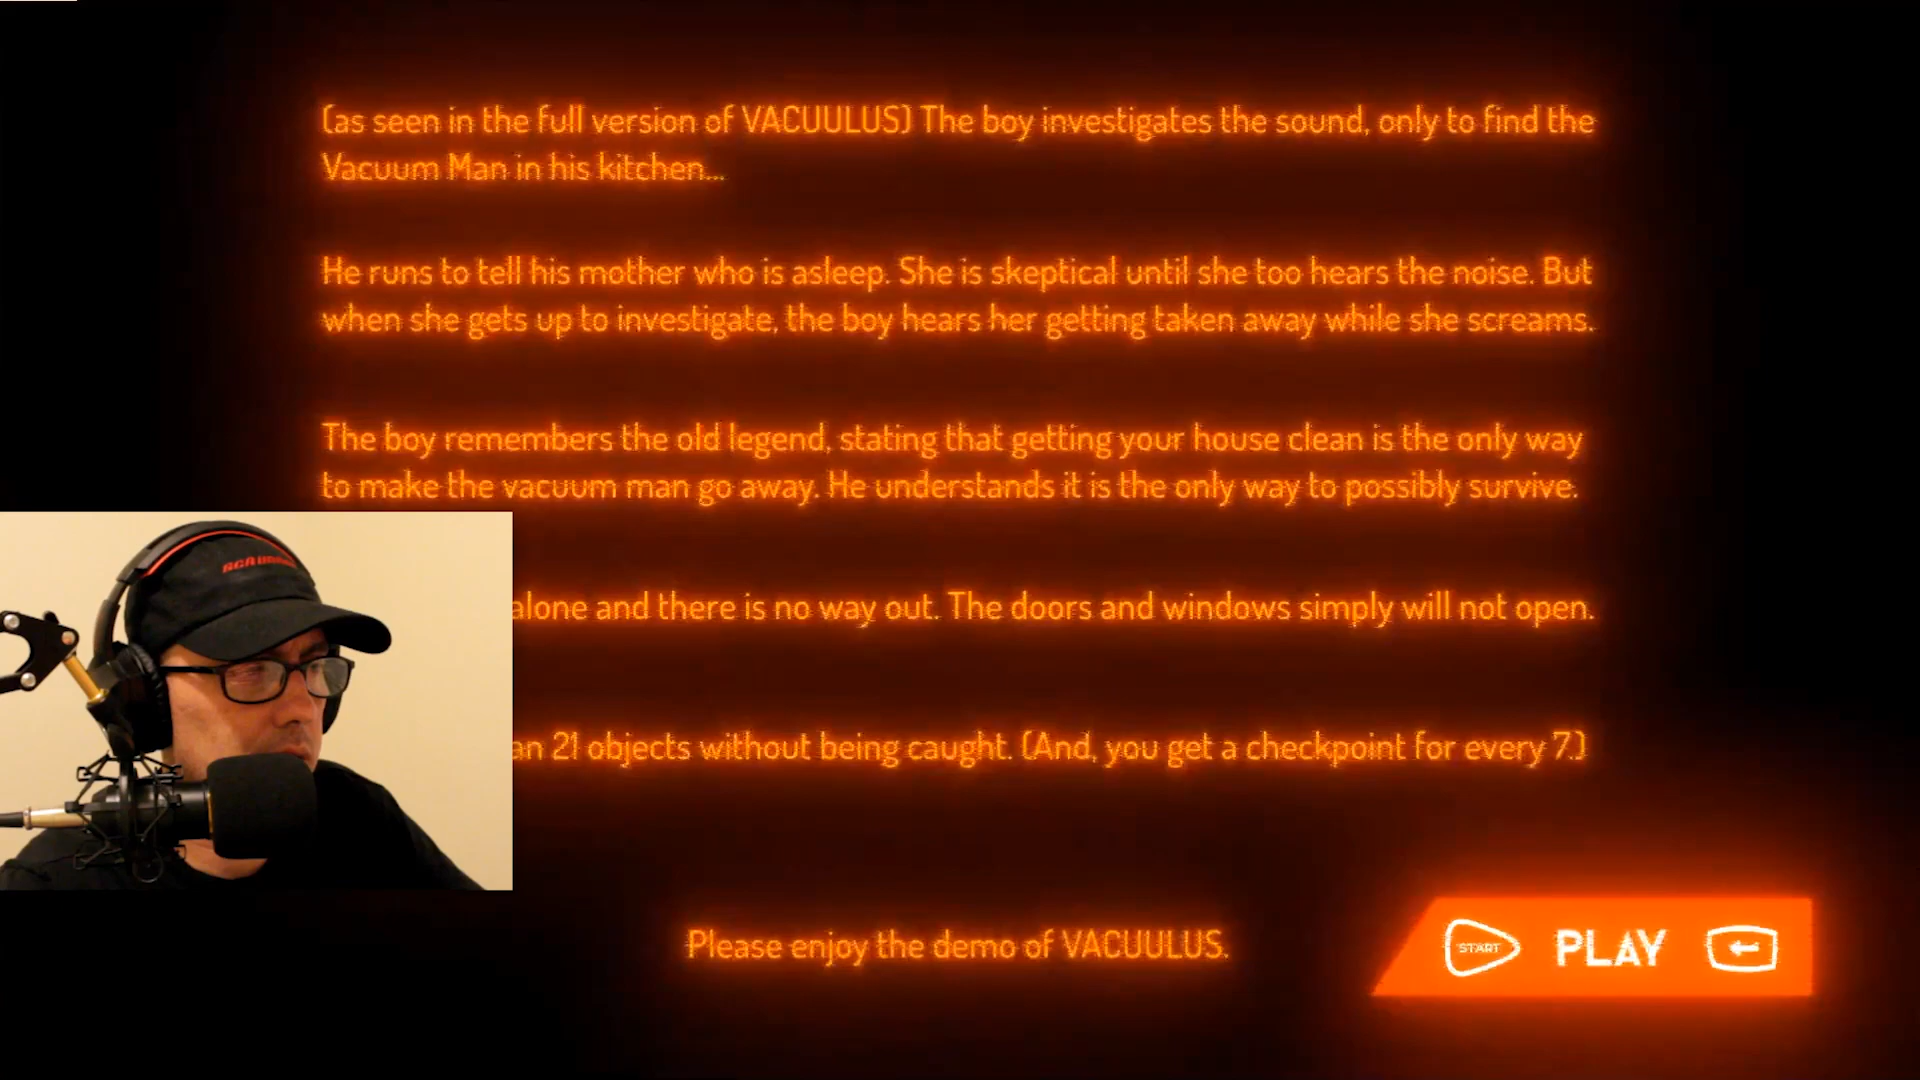 (as seen in the full version of VACUULUS) The boy investigates the sound, only to find the
Vacuum Man in his kitchen...
He runs to tell his mother who is asleep. She is skeptical until she too hears the noise. But
when she gets up to investigate, the boy hears her getting taken away while she screams.
The boy remembers the old legend, stating that getting your house clean is the only way
to make the vacuum man go away. He understands it is the only way to possibly survive.
alone and there is no way out. The doors and windows simply will not open.
an 21 objects without being caught. (And, you get a checkpoint for every 7.)
Please enjoy the demo of VACUULUS.
START PLAY